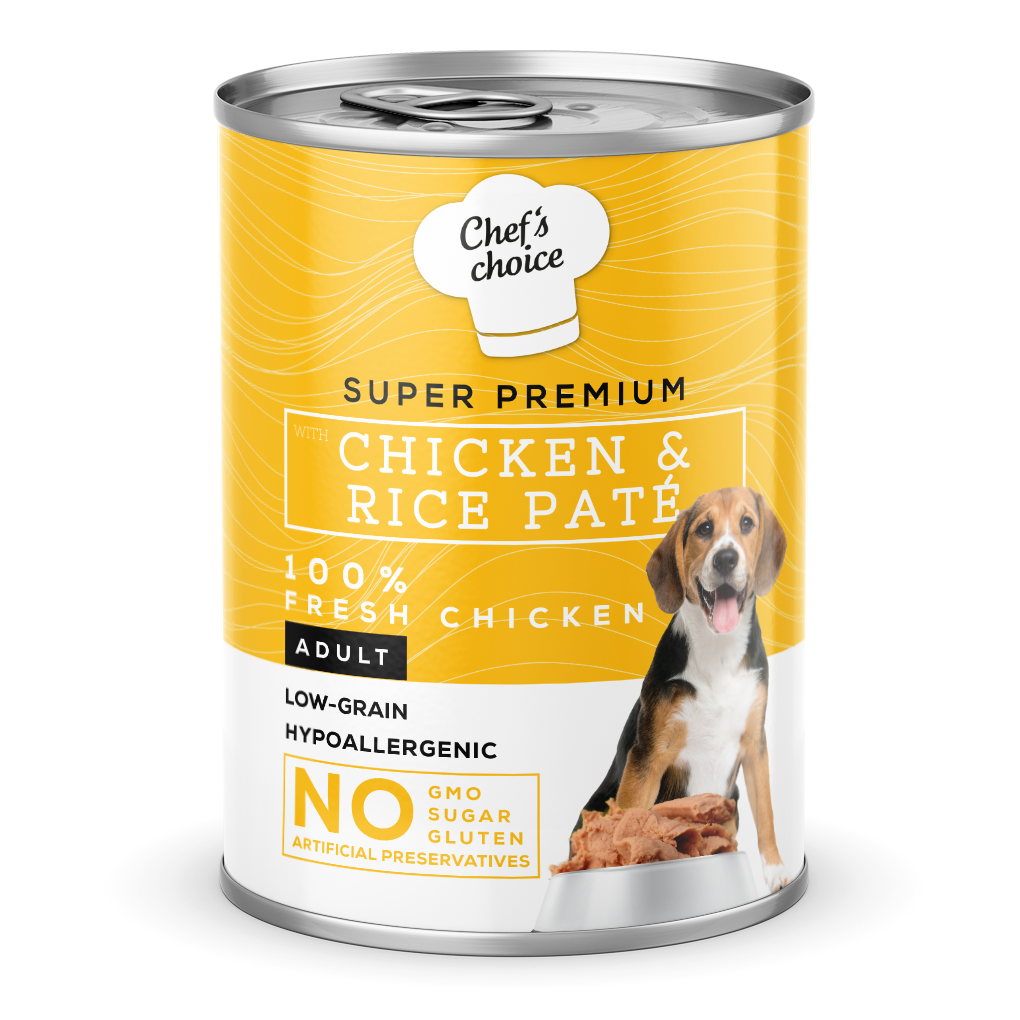 Chef's
choice
SUPER PREMIUM
WITH CHICKEN &
RICE PATÉ
100%
FRESH CHICKEN
ADULT
LOW-GRAIN
HYPOALLERGENIC
NO GMO
SUGAR
GLUTEN
ARTIFICIAL PRESERVATIVES